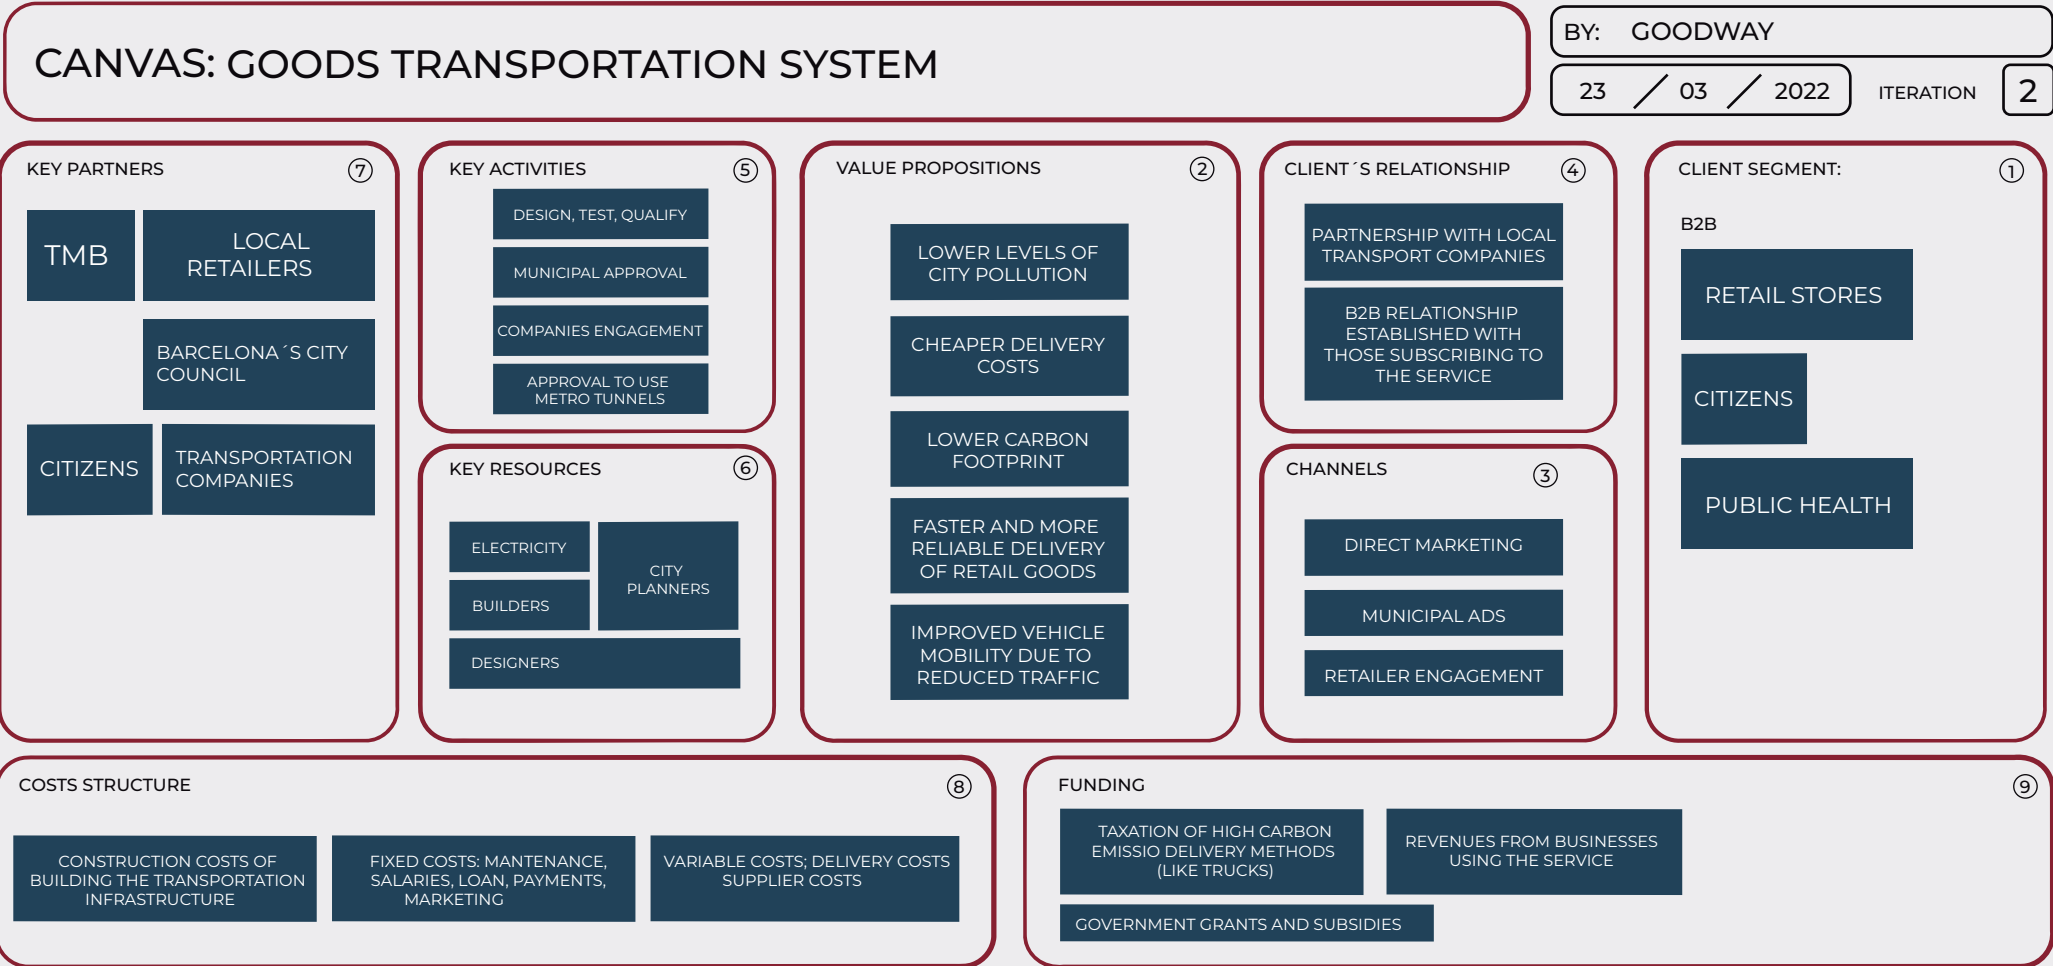 CANVAS: GOODS TRANSPORTATION SYSTEM
BY: GOODWAY
23 / 03 / 2022 ITERATION 2
KEY PARTNERS 7
TMB
LOCAL
RETAILERS
BARCELONA´S CITY
COUNCIL
CITIZENS
TRANSPORTATION
COMPANIES
KEY ACTIVITIES 5
DESIGN, TEST, QUALIFY
MUNICIPAL APPROVAL
COMPANIES ENGAGEMENT
APPROVAL TO USE
METRO TUNNELS
KEY RESOURCES 6
ELECTRICITY
BUILDERS
CITY
PLANNERS
DESIGNERS
VALUE PROPOSITIONS 2
LOWER LEVELS OF
CITY POLLUTION
CHEAPER DELIVERY
COSTS
LOWER CARBON
FOOTPRINT
FASTER AND MORE
RELIABLE DELIVERY
OF RETAIL GOODS
IMPROVED VEHICLE
MOBILITY DUE TO
REDUCED TRAFFIC
CLIENT´S RELATIONSHIP 4
PARTNERSHIP WITH LOCAL
TRANSPORT COMPANIES
B2B RELATIONSHIP
ESTABLISHED WITH
THOSE SUBSCRIBING TO
THE SERVICE
CHANNELS 3
DIRECT MARKETING
MUNICIPAL ADS
RETAILER ENGAGEMENT
CLIENT SEGMENT: 1
B2B
RETAIL STORES
CITIZENS
PUBLIC HEALTH
COSTS STRUCTURE 8
CONSTRUCTION COSTS OF
BUILDING THE TRANSPORTATION
INFRASTRUCTURE
FIXED COSTS: MANTENANCE,
SALARIES, LOAN, PAYMENTS,
MARKETING
VARIABLE COSTS; DELIVERY COSTS
SUPPLIER COSTS
FUNDING 9
TAXATION OF HIGH CARBON
EMISSIO DELIVERY METHODS
(LIKE TRUCKS)
REVENUES FROM BUSINESSES
USING THE SERVICE
GOVERNMENT GRANTS AND SUBSIDIES